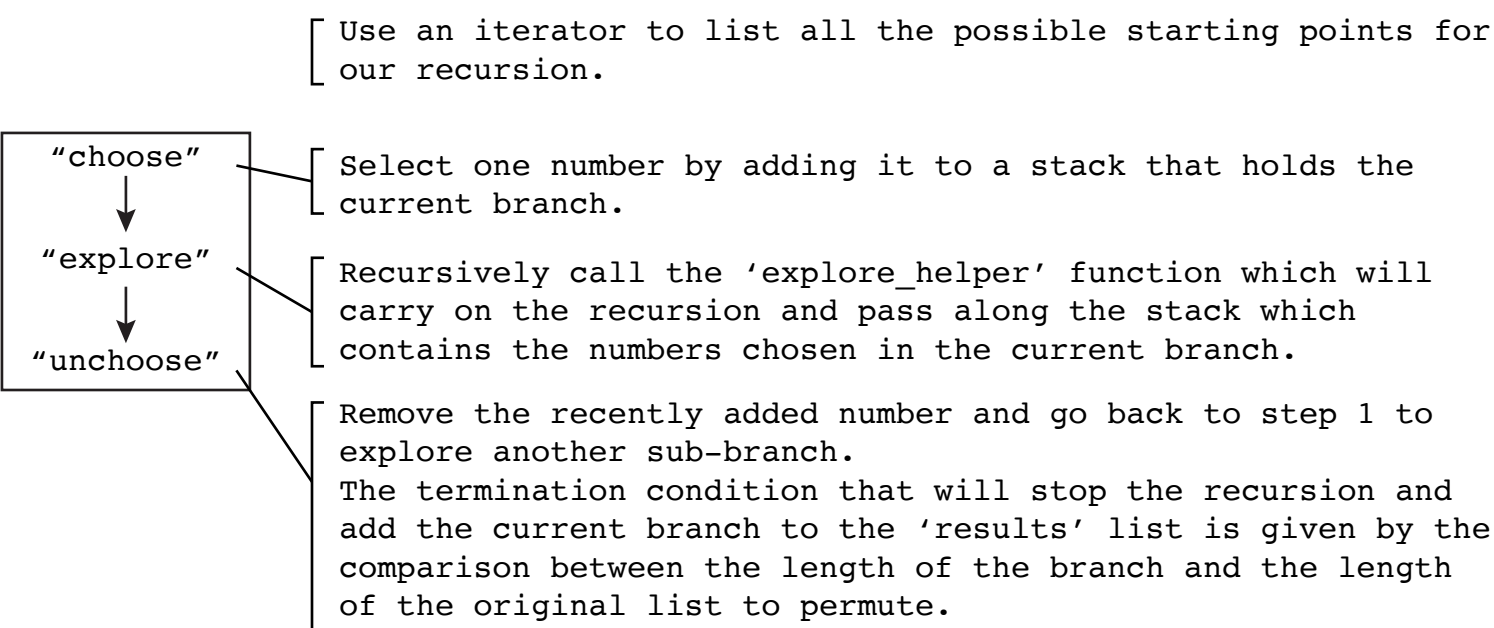 Use an iterator to list all the possible starting points for
our recursion.
“choose”
Select one number by adding it to a stack that holds the
current branch.
“explore”
Recursively call the ‘explore_helper’ function which will
carry on the recursion and pass along the stack which
contains the numbers chosen in the current branch.
“unchoose”
Remove the recently added number and go back to step 1 to
explore another sub-branch.
The termination condition that will stop the recursion and
add the current branch to the ‘results’ list is given by the
comparison between the length of the branch and the length
of the original list to permute.